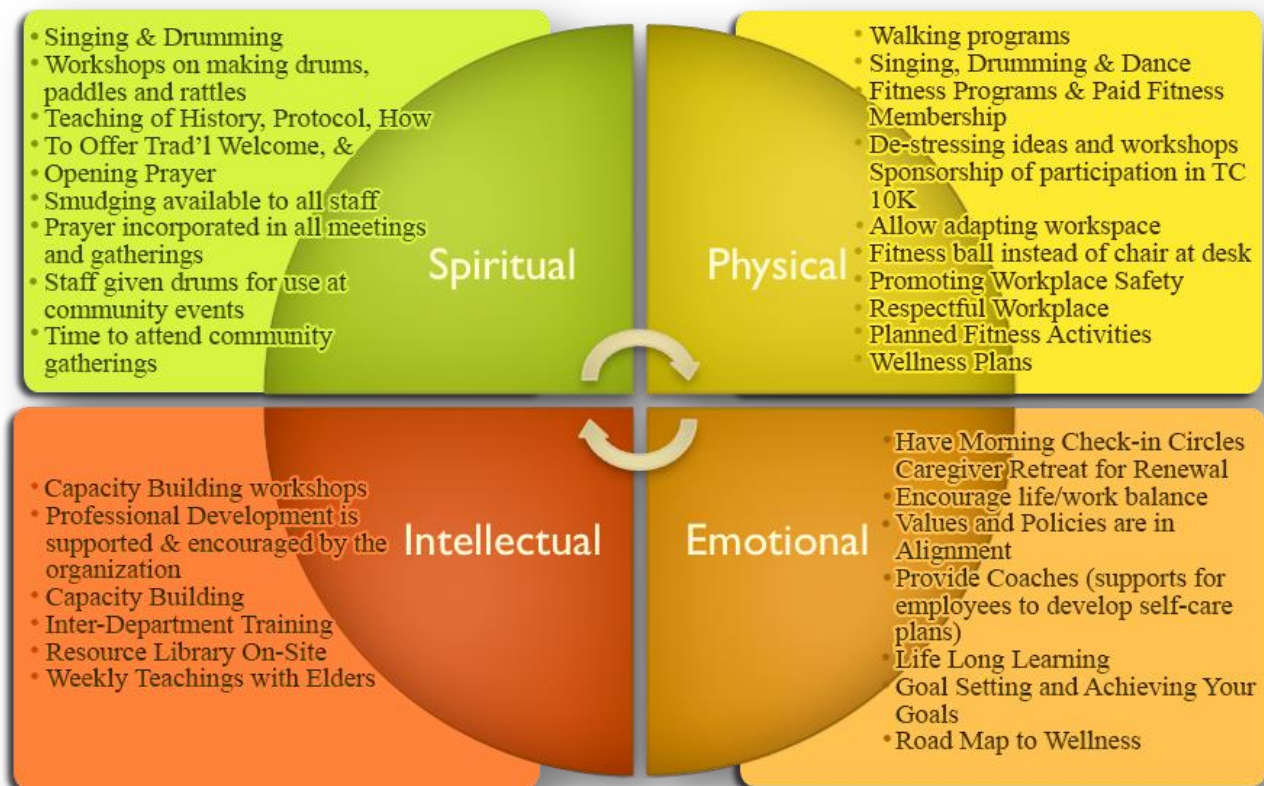 • Singing & Drumming
• Workshops on making drums,
paddles and rattles
• Teaching of History, Protocol, How
• To Offer Trad'l Welcome, &
• Opening Prayer
• Smudging available to all staff
• Prayer incorporated in all meetings
and gatherings
• Staff given drums for use at
community events
• Time to attend community
gatherings
Spiritual
• Walking programs
• Singing, Drumming & Dance
• Fitness Programs & Paid Fitness
Membership
• De-stressing ideas and workshops
Sponsorship of participation in TC
10K
• Allow adapting workspace
• Fitness ball instead of chair at desk
• Promoting Workplace Safety
• Respectful Workplace
• Planned Fitness Activities
• Wellness Plans
Physical
• Capacity Building workshops
• Professional Development is
supported & encouraged by the
organization
• Capacity Building
• Inter-Department Training
• Resource Library On-Site
• Weekly Teachings with Elders
Intellectual
• Have Morning Check-in Circles
Caregiver Retreat for Renewal
• Encourage life/work balance
• Values and Policies are in
Alignment
• Provide Coaches (supports for
employees to develop self-care
plans)
• Life Long Learning
• Goal Setting and Achieving Your
Goals
• Road Map to Wellness
Emotional